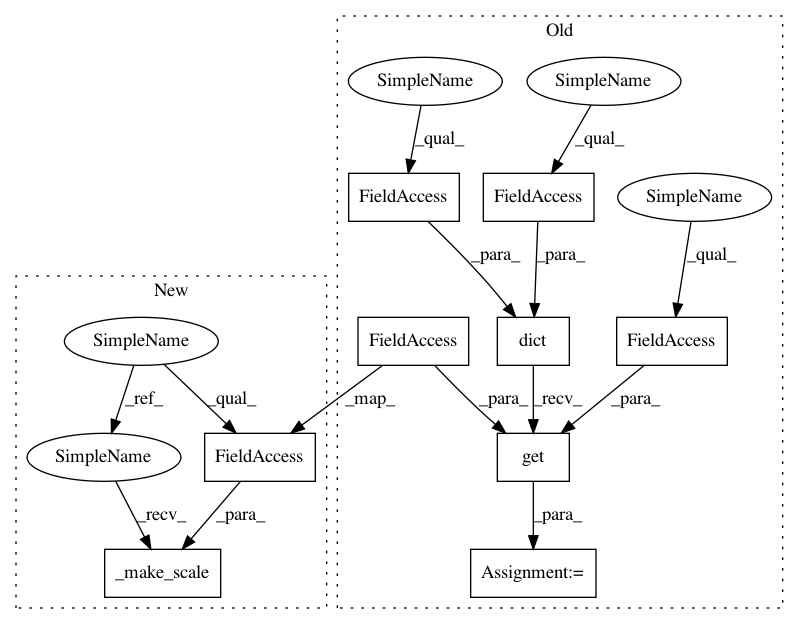 Old
SimpleName
SimpleName
_qual_
_qual_
FieldAccess
FieldAccess
SimpleName
_para_
_para_
_qual_
New
SimpleName
FieldAccess
dict
FieldAccess
_ref_
_qual_
_map_
_para_
_recv_
_para_
SimpleName
FieldAccess
get
_recv_
_para_
_para_
_make_scale
Assignment:=